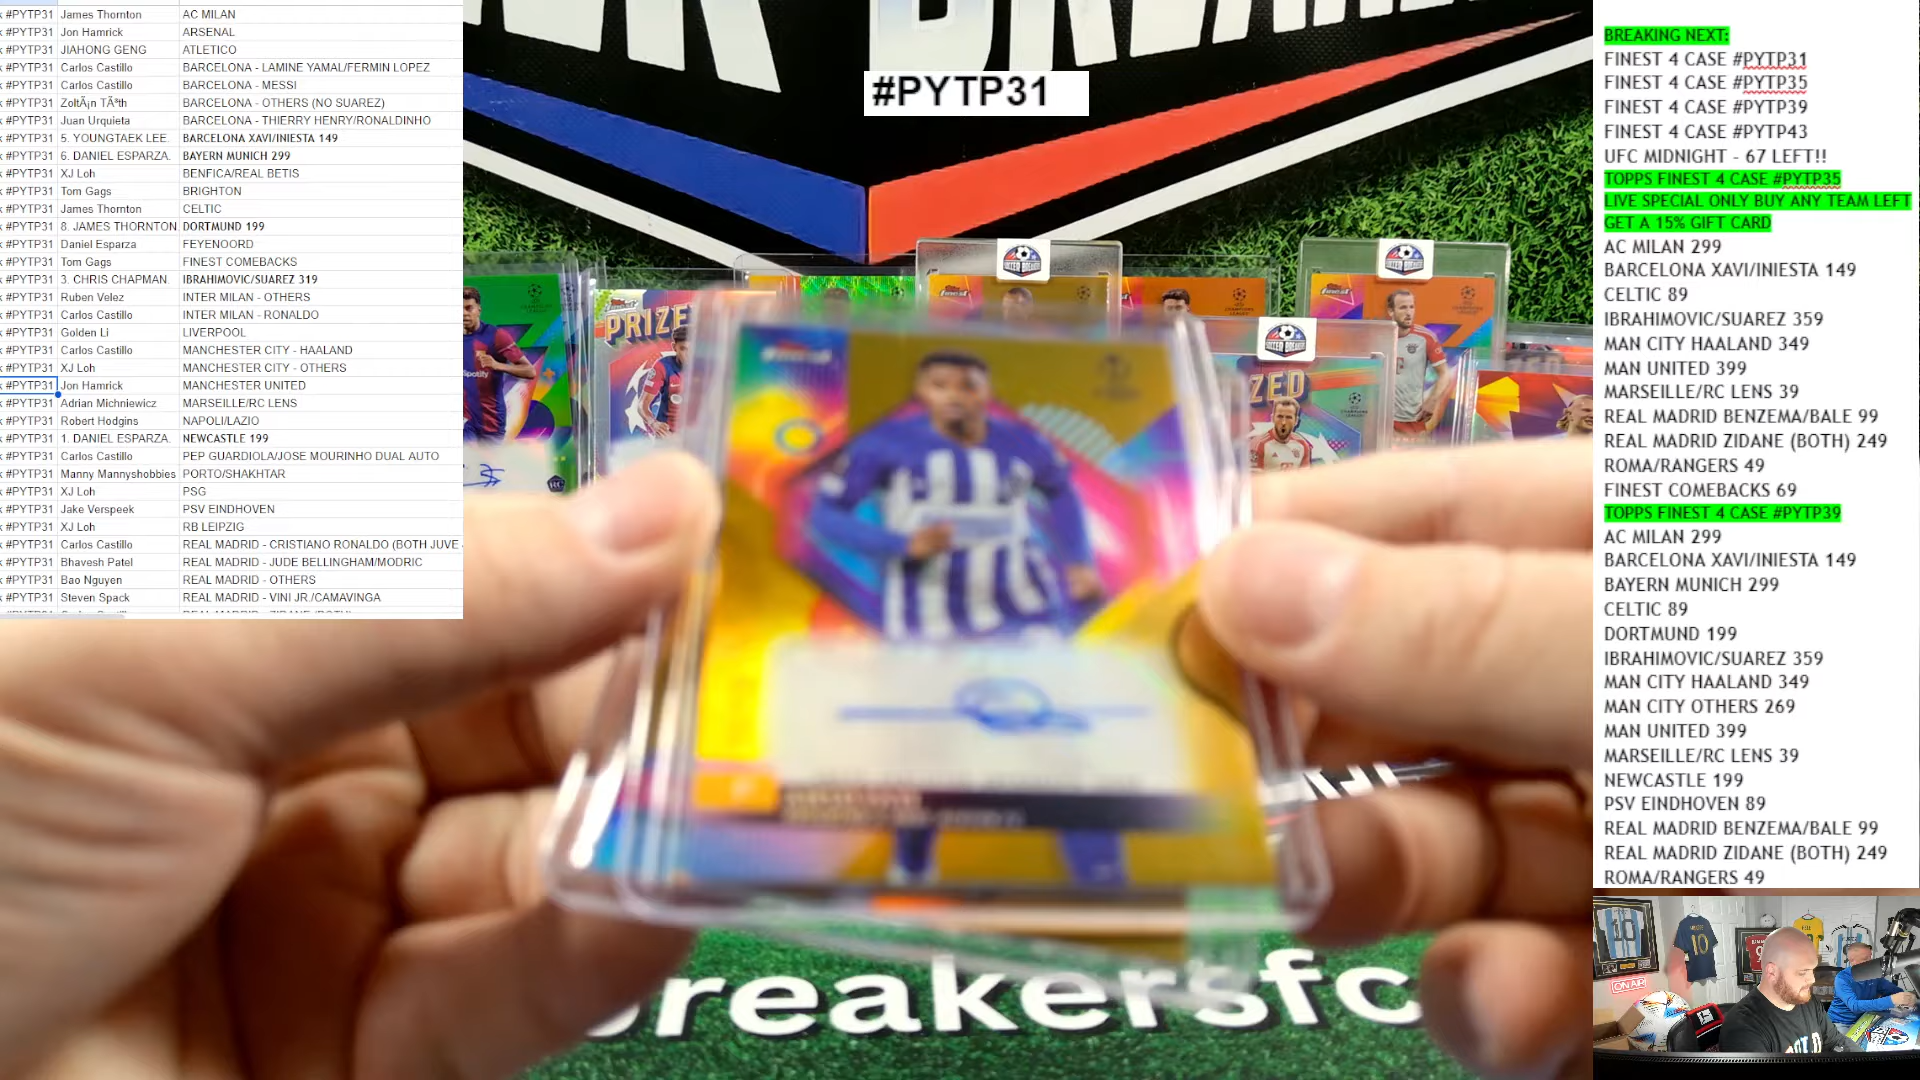 #PYTP31 James Thornton AC MILAN
#PYTP31 Jon Hamrick ARSENAL
#PYTP31 JIAHONG GENG ATLETICO
#PYTP31 Carlos Castillo BARCELONA - LAMINE YAMAL/FERMIN LOPEZ
#PYTP31 Carlos Castillo BARCELONA - MESSI
#PYTP31 BARCELONA - OTHERS (NO SUAREZ)
#PYTP31 Juan Urquieta BARCELONA - THIERRY HENRY/RONALDINHO
#PYTP31 5. YOUNGTAEK LEE. BARCELONA XAVI/INIESTA 149
#PYTP31 6. DANIEL ESPARZA. BAYERN MUNICH 299
#PYTP31 XJ Loh BENFICA/REAL BETIS
#PYTP31 Tom Gags BRIGHTON
#PYTP31 James Thornton CELTIC
#PYTP31 8. JAMES THORNTON. DORTMUND 199
#PYTP31 Daniel Esparza FEYENOORD
#PYTP31 Tom Gags FINEST COMEBACKS
#PYTP31 3. CHRIS CHAPMAN. IBRAHIMOVIC/SUAREZ 319
#PYTP31 Ruben Velez INTER MILAN - OTHERS
#PYTP31 Carlos Castillo INTER MILAN - RONALDO
#PYTP31 Golden Li LIVERPOOL
#PYTP31 Carlos Castillo MANCHESTER CITY - HAALAND
#PYTP31 XJ Loh MANCHESTER CITY - OTHERS
#PYTP31 Jon Hamrick MANCHESTER UNITED
#PYTP31 Adrian Michniewicz MARSEILLE/RC LENS
#PYTP31 Robert Hodgins NAPOLI/LAZIO
#PYTP31 1. DANIEL ESPARZA. NEWCASTLE 199
#PYTP31 Carlos Castillo PEP GUARDIOLA/JOSE MOURINHO DUAL AUTO
#PYTP31 Manny Mannyshobbies PORTO/SHAKHTAR
#PYTP31 XJ Loh PSG
#PYTP31 Jake Verspeek PSV EINDHOVEN
#PYTP31 XJ Loh RB LEIPZIG
#PYTP31 Carlos Castillo REAL MADRID - CRISTIANO RONALDO (BOTH JUVE
#PYTP31 Bhavesh Patel REAL MADRID - JUDE BELLINGHAM/MODRIC
#PYTP31 Bao Nguyen REAL MADRID - OTHERS
#PYTP31 Steven Spack REAL MADRID - VINI JR./CAMAVINGA
#PYTP31
PRIZE
ZED
breakersfc
BREAKING NEXT:
FINEST 4 CASE #PYTP31
FINEST 4 CASE #PYTP35
FINEST 4 CASE #PYTP39
FINEST 4 CASE #PYTP43
UFC MIDNIGHT - 67 LEFT!!
TOPPS FINEST 4 CASE #PYTP35
LIVE SPECIAL ONLY BUY ANY TEAM LEFT
GET A 15% GIFT CARD
AC MILAN 299
BARCELONA XAVI/INIESTA 149
CELTIC 89
IBRAHIMOVIC/SUAREZ 359
MAN CITY HAALAND 349
MAN UNITED 399
MARSEILLE/RC LENS 39
REAL MADRID BENZEMA/BALE 99
REAL MADRID ZIDANE (BOTH) 249
ROMA/RANGERS 49
FINEST COMEBACKS 69
TOPPS FINEST 4 CASE #PYTP39
AC MILAN 299
BARCELONA XAVI/INIESTA 149
BAYERN MUNICH 299
CELTIC 89
DORTMUND 199
IBRAHIMOVIC/SUAREZ 359
MAN CITY HAALAND 349
MAN CITY OTHERS 269
MAN UNITED 399
MARSEILLE/RC LENS 39
NEWCASTLE 199
PSV EINDHOVEN 89
REAL MADRID BENZEMA/BALE 99
REAL MADRID ZIDANE (BOTH) 249
ROMA/RANGERS 49
ON AIR